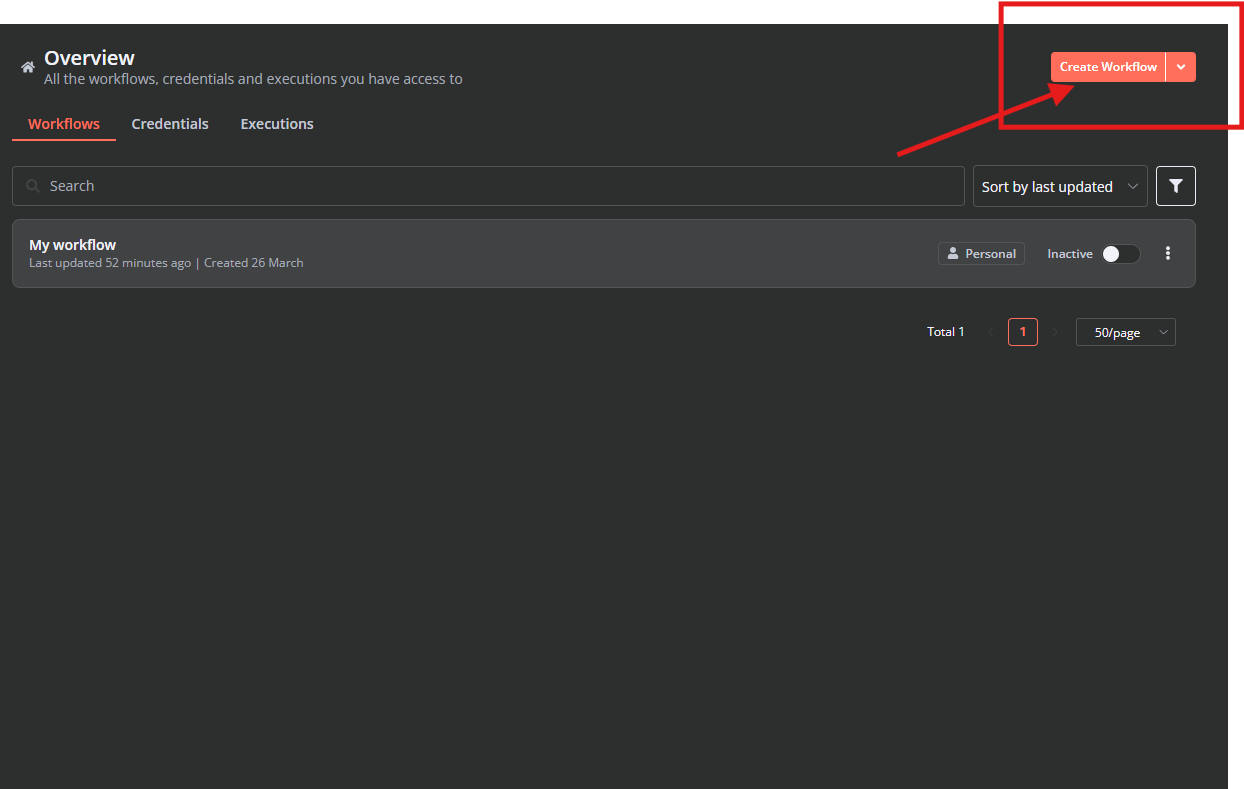 Overview
All the workflows, credentials and executions you have access to
Create Workflow
Workflows Credentials Executions
Search
Sort by last updated
My workflow
Last updated 52 minutes ago | Created 26 March
Personal
Inactive
Total 1
1
50/page